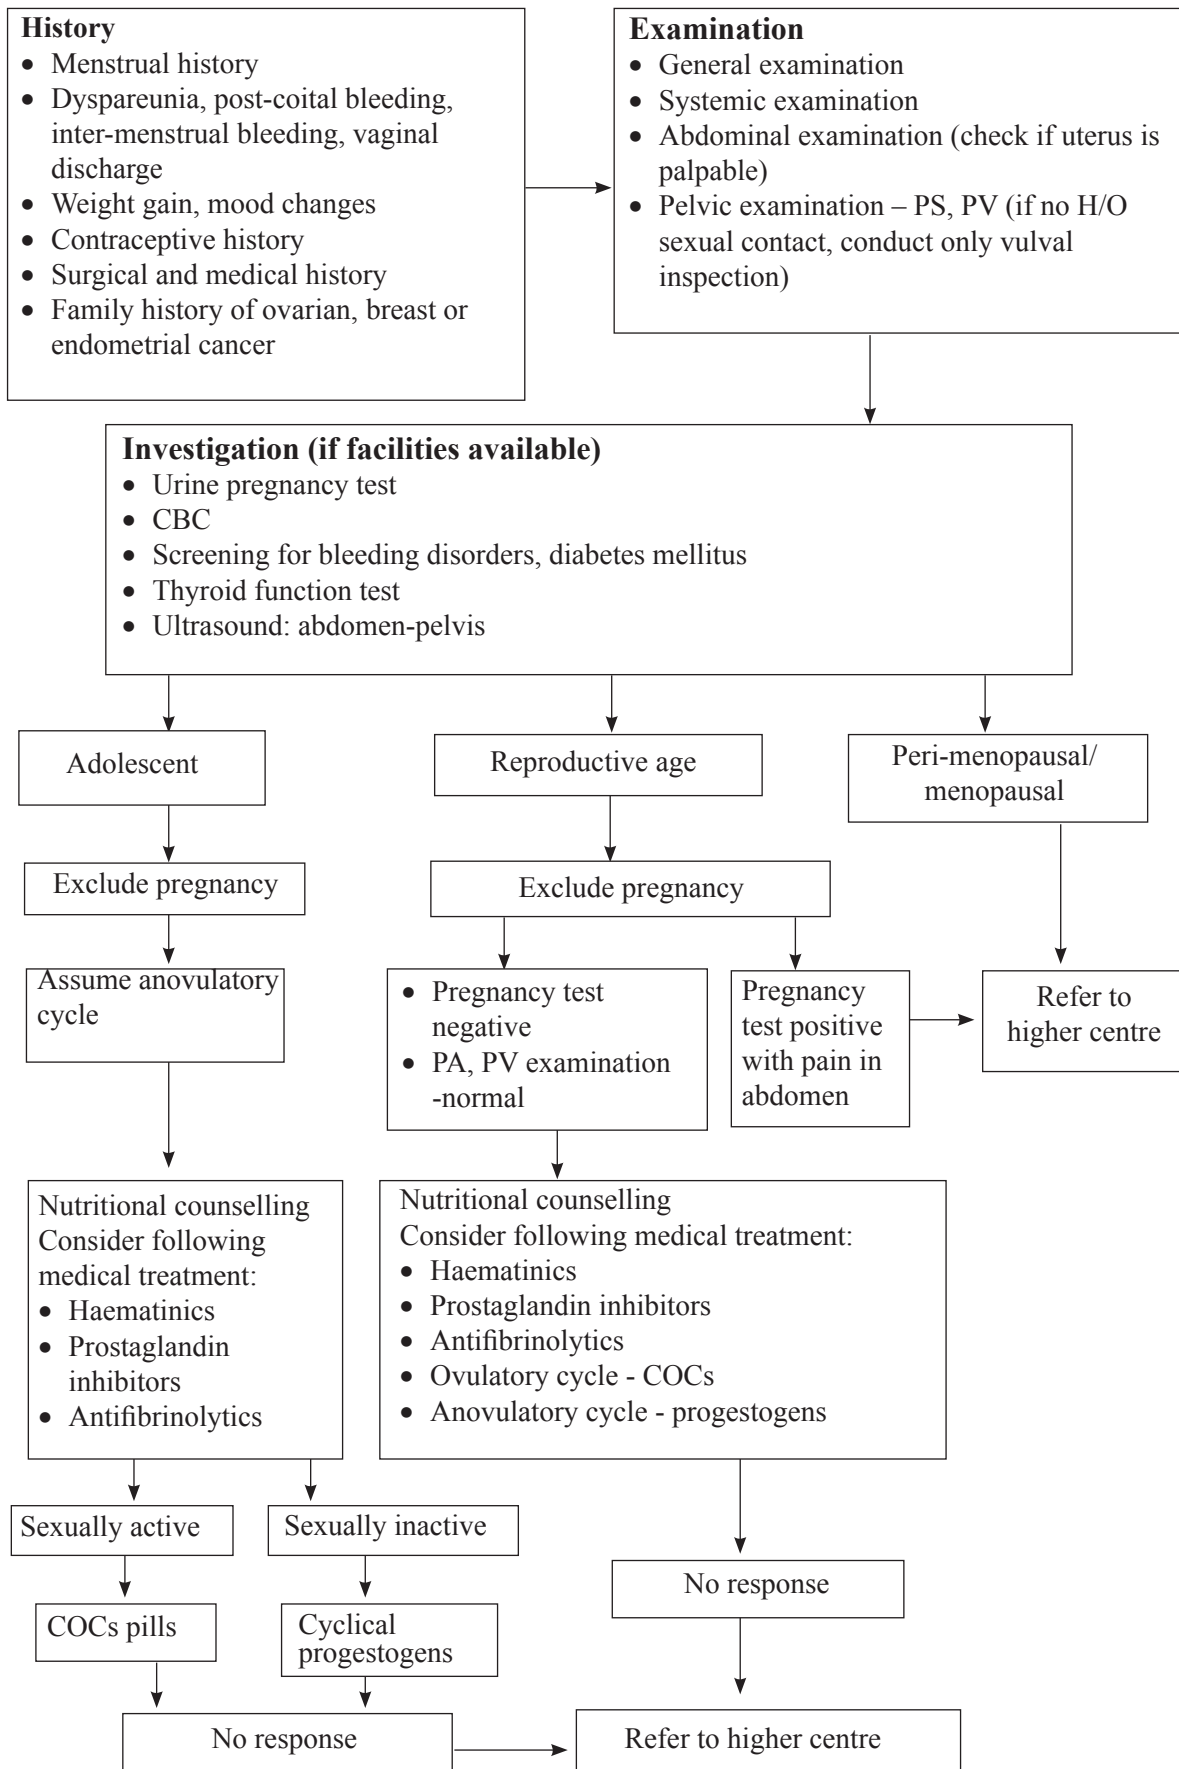 History
• Menstrual history
• Dyspareunia, post-coital bleeding,
inter-menstrual bleeding, vaginal
discharge
• Weight gain, mood changes
• Contraceptive history
• Surgical and medical history
• Family history of ovarian, breast or
endometrial cancer
Examination
• General examination
• Systemic examination
• Abdominal examination (check if uterus is
palpable)
• Pelvic examination – PS, PV (if no H/O
sexual contact, conduct only vulval
inspection)
Investigation (if facilities available)
• Urine pregnancy test
• CBC
• Screening for bleeding disorders, diabetes mellitus
• Thyroid function test
• Ultrasound: abdomen-pelvis
Adolescent
Reproductive age
Peri-menopausal/
menopausal
Exclude pregnancy
Exclude pregnancy
Assume anovulatory
cycle
• Pregnancy test
negative
• PA, PV examination
-normal
Pregnancy
test positive
with pain in
abdomen
Refer to
higher centre
Nutritional counselling
Consider following
medical treatment:
• Haematinics
• Prostaglandin
inhibitors
• Antifibrinolytics
Nutritional counselling
Consider following medical treatment:
• Haematinics
• Prostaglandin inhibitors
• Antifibrinolytics
• Ovulatory cycle - COCs
• Anovulatory cycle - progestogens
Sexually active
Sexually inactive
No response
COCs pills
Cyclical
progestogens
No response
Refer to higher centre